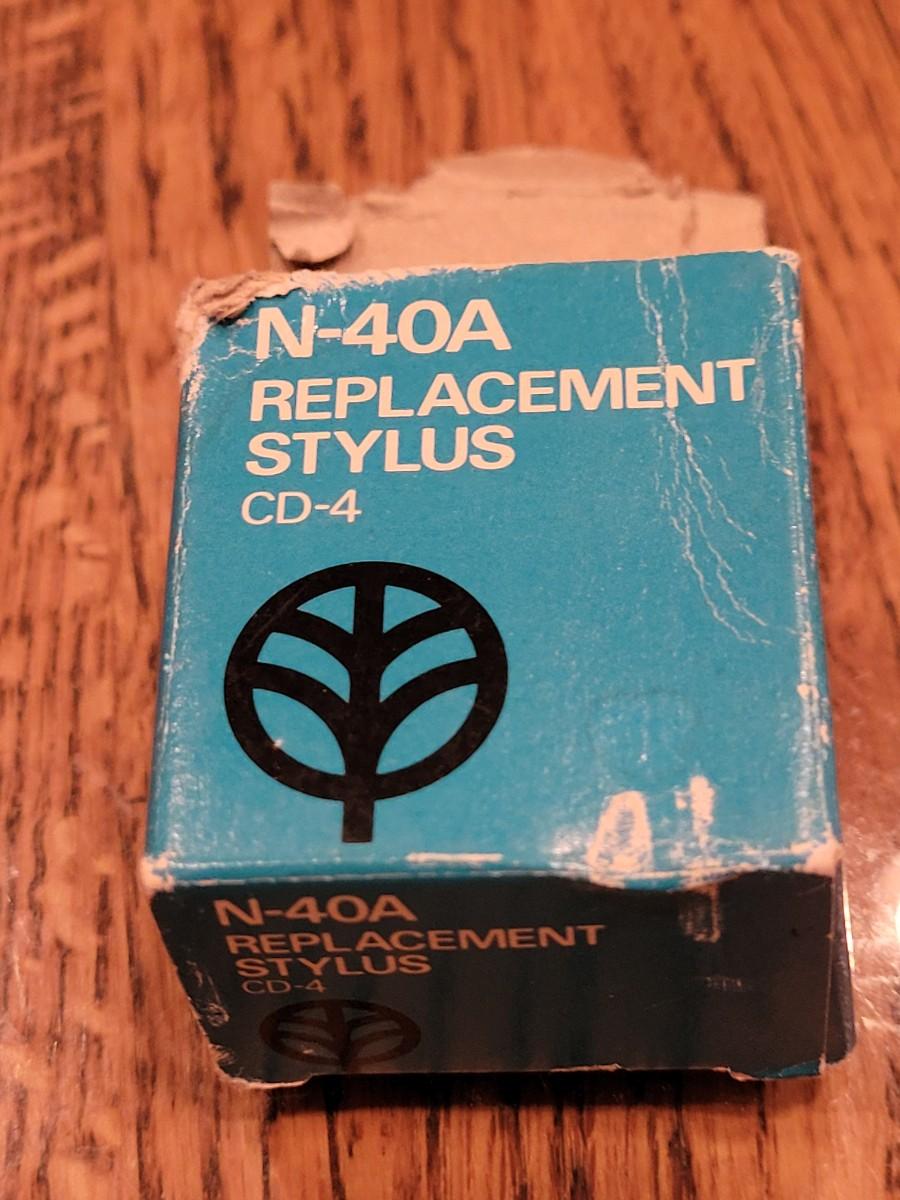 N-40A
REPLACEMENT
STYLUS
CD-4
N-40A
REPLACEMENT
STYLUS
CD-4